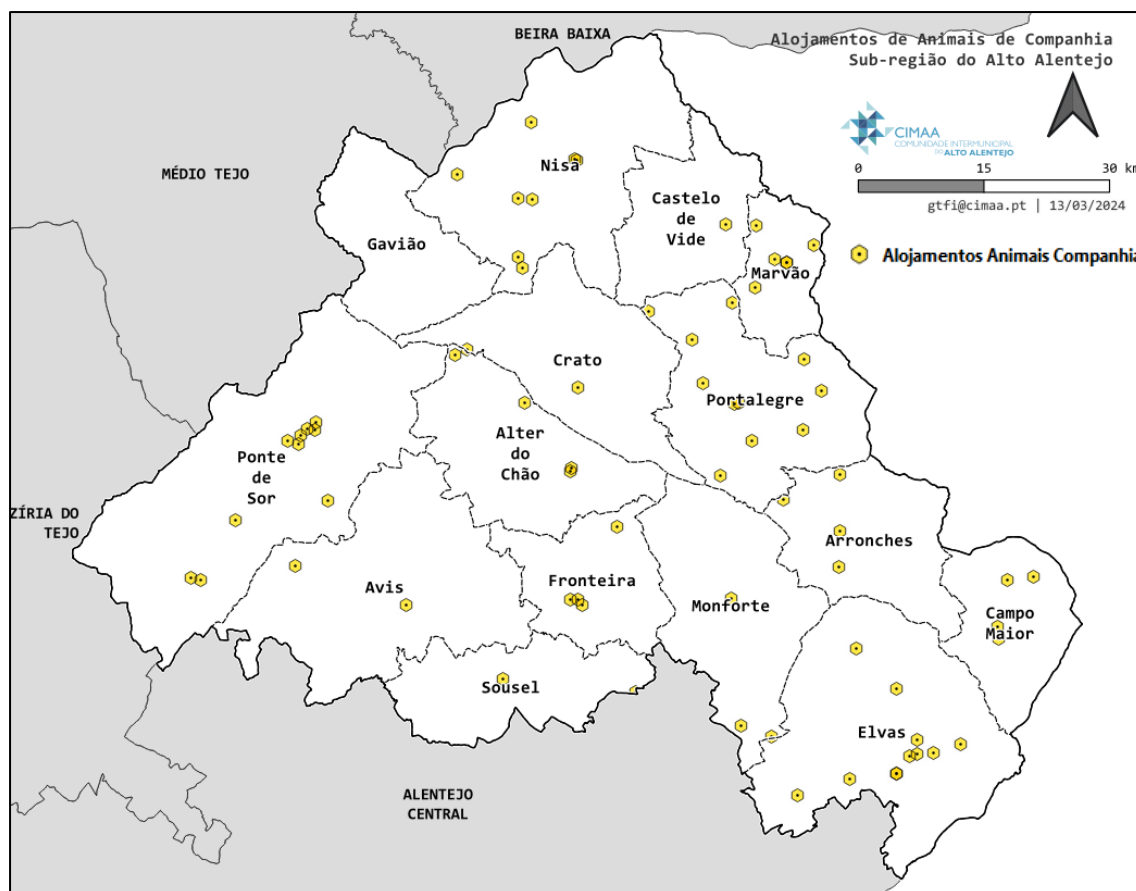 BEIRA BAIXA
Alojamentos de Animais de Companhia
Sub-região do Alto Alentejo
CIMAA
COMUNIDADE INTERMUNICIPAL
DO ALTO ALENTEJO
0 15 30 km
gtfi@cimaa.pt | 13/03/2024
Alojamentos Animais Companhia
MÉDIO TEJO
Nisa
Castelo
de
Vide
Gavião
Marvão
Crato
Portalegre
Alter
do
Chão
Ponte
de
Sor
ZÍRIA DO
TEJO
Arronches
Avis
Fronteira
Monforte
Campo
Maior
Sousel
Elvas
ALENTEJO
CENTRAL